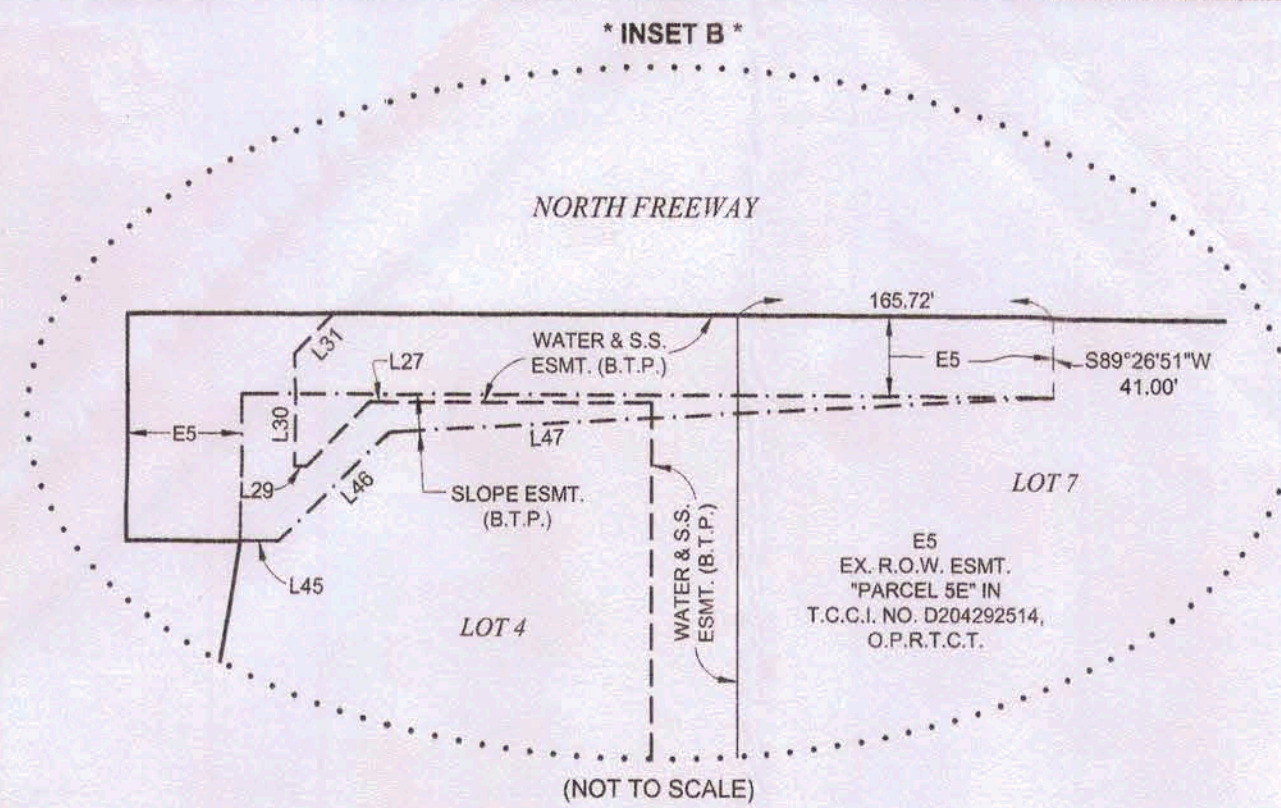 * INSET B *
NORTH FREEWAY
165.72'
WATER & S.S.
ESMT. (B.T.P.)
L31
L27
E5
S89°26'51"W
41.00'
E5
L30
L47
L29
L46
SLOPE ESMT.
(B.T.P.)
LOT 7
L45
LOT 4
WATER & S.S.
ESMT. (B.T.P.)
E5
EX. R.O.W. ESMT.
"PARCEL 5E" IN
T.C.C.I. NO. D204292514,
O.P.R.T.C.T.
(NOT TO SCALE)